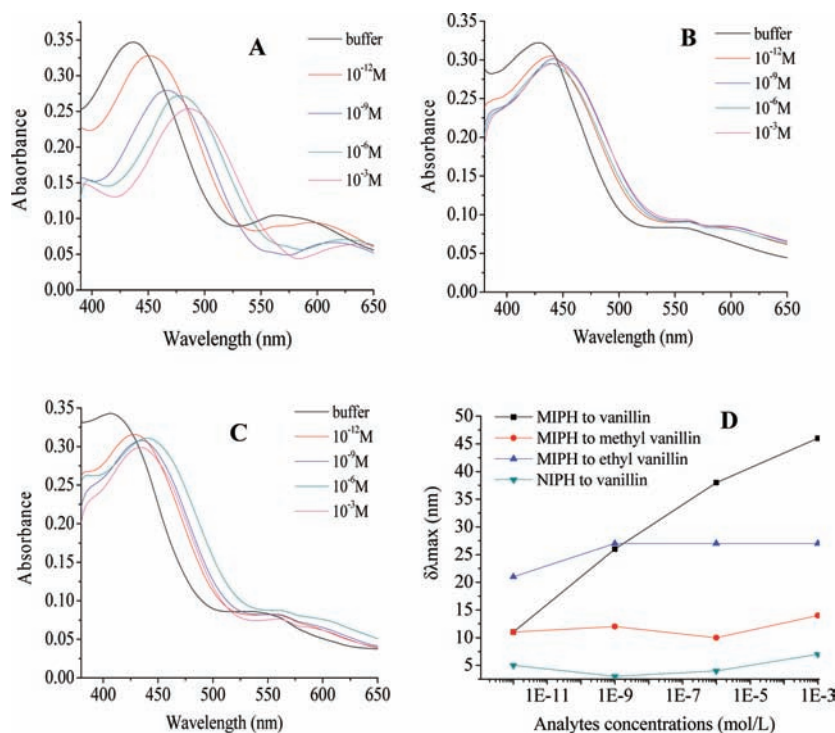 A
buffer
10⁻¹²M
10⁻⁹M
10⁻⁶M
10⁻³M
Abaorbance
0.35
0.30
0.25
0.20
0.15
0.10
0.05
0.00
400 450 500 550 600 650
Wavelength (nm)
B
buffer
10⁻¹²M
10⁻⁹M
10⁻⁶M
10⁻³M
Absorbance
0.35
0.30
0.25
0.20
0.15
0.10
0.05
0.00
400 450 500 550 600 650
Wavelength (nm)
C
buffer
10⁻¹²M
10⁻⁹M
10⁻⁶M
10⁻³M
Absorbance
0.35
0.30
0.25
0.20
0.15
0.10
0.05
0.00
400 450 500 550 600 650
Wavelength (nm)
D
MIPH to vanillin
MIPH to methyl vanillin
MIPH to ethyl vanillin
NIPH to vanillin
δλmax (nm)
50
45
40
35
30
25
20
15
10
5
1E-11 1E-9 1E-7 1E-5 1E-3
Analytes concentrations (mol/L)